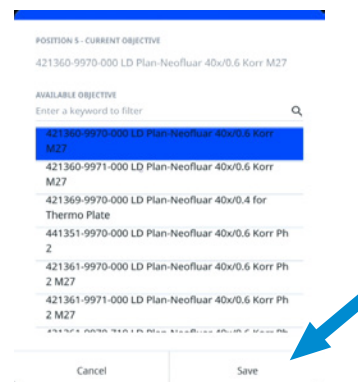 POSITION 5 - CURRENT OBJECTIVE
421360-9970-000 LD Plan-Neofluar 40x/0.6 Korr M27
AVAILABLE OBJECTIVE
Enter a keyword to filter
421360-9970-000 LD Plan-Neofluar 40x/0.6 Korr
M27
421360-9971-000 LD Plan-Neofluar 40x/0.6 Korr
M27
421369-9970-000 LD Plan-Neofluar 40x/0.4 for
Thermo Plate
441351-9970-000 LD Plan-Neofluar 40x/0.6 Korr Ph
2
421361-9970-000 LD Plan-Neofluar 40x/0.6 Korr Ph
2 M27
421361-9971-000 LD Plan-Neofluar 40x/0.6 Korr Ph
2 M27
Cancel Save